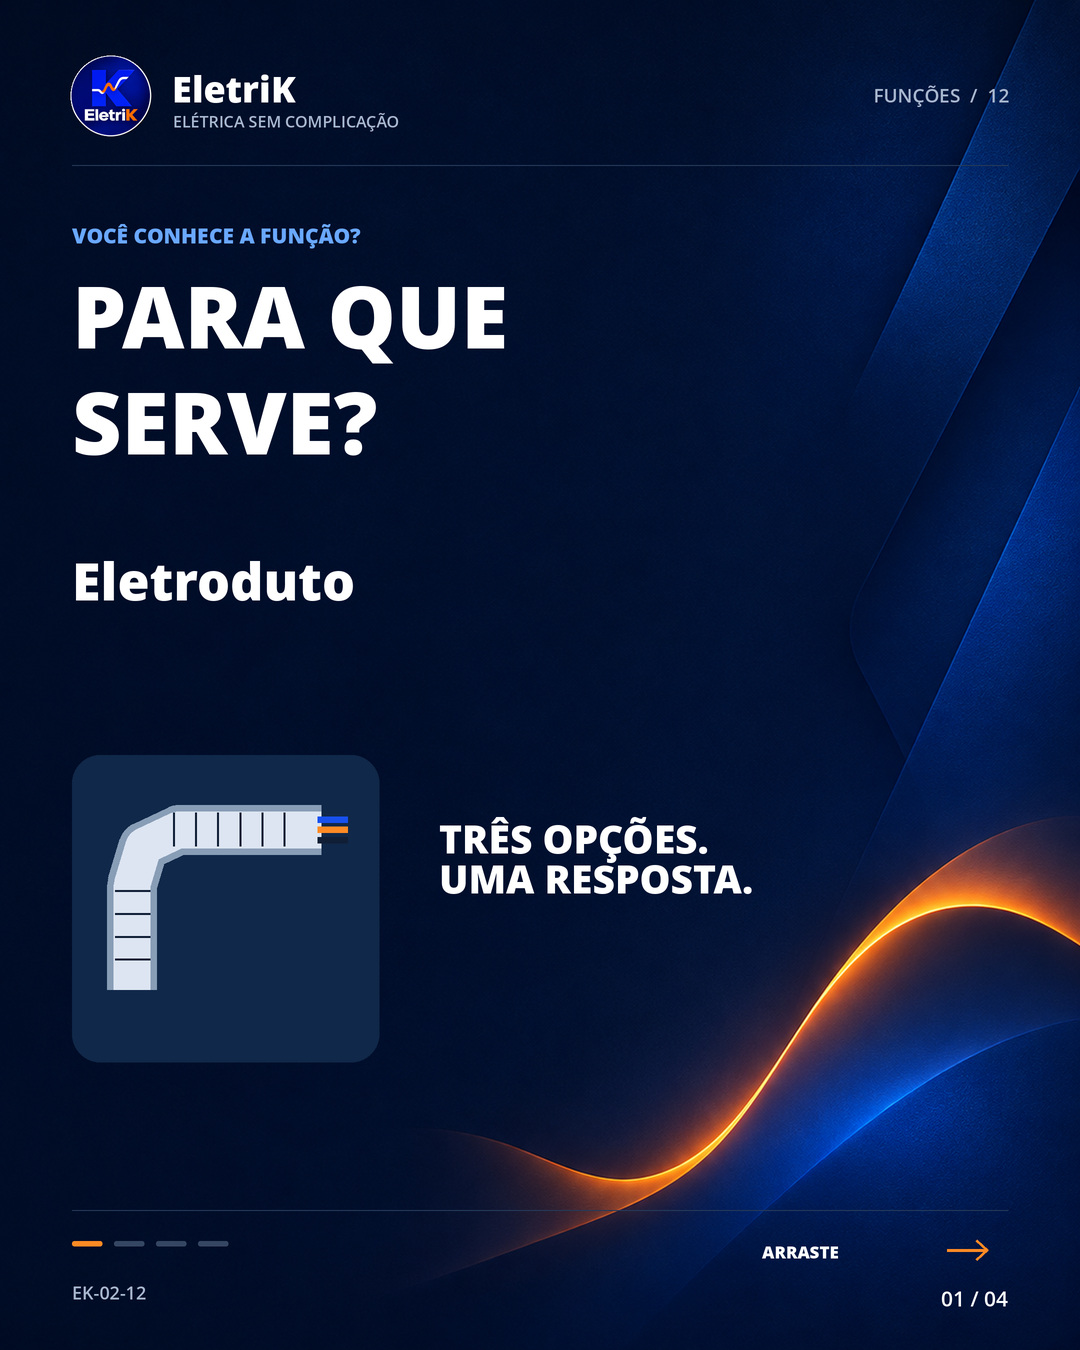 EletriK
EletriK
ELÉTRICA SEM COMPLICAÇÃO
FUNÇÕES / 12
VOCÊ CONHECE A FUNÇÃO?
PARA QUE
SERVE?
Eletroduto
TRÊS OPÇÕES.
UMA RESPOSTA.
ARRASTE
EK-02-12
01 / 04